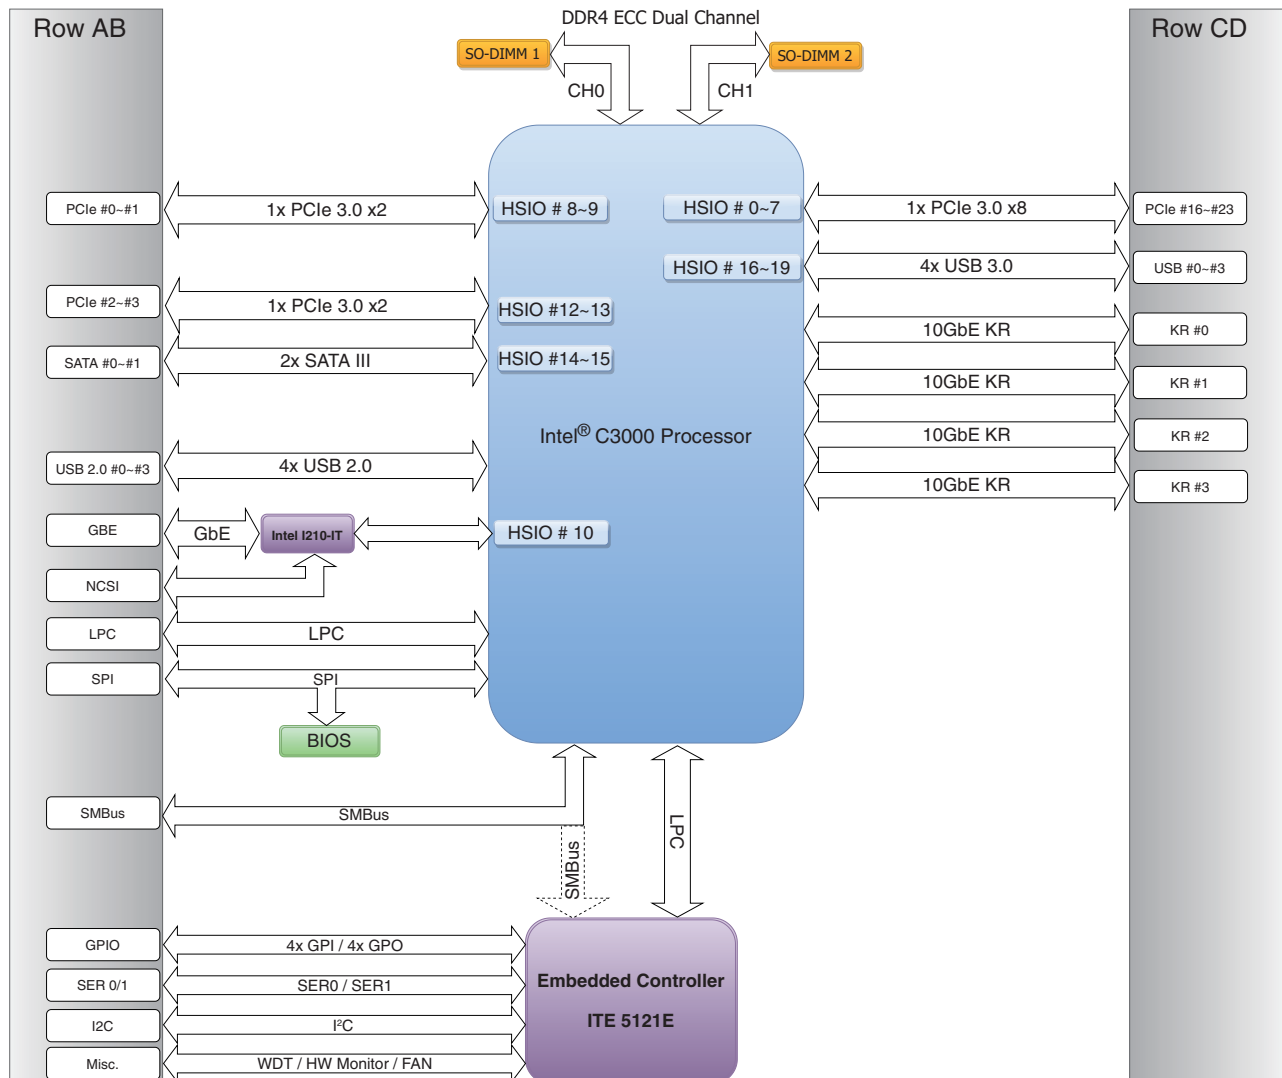 DDR4 ECC Dual Channel
Row AB
Row CD
SO-DIMM 1
SO-DIMM 2
CH0
CH1
PCIe #0~#1
1x PCIe 3.0 x2
HSIO # 8~9
HSIO # 0~7
1x PCIe 3.0 x8
PCIe #16~#23
HSIO # 16~19
4x USB 3.0
USB #0~#3
PCIe #2~#3
1x PCIe 3.0 x2
HSIO #12~13
10GbE KR
KR #0
SATA #0~#1
2x SATA III
HSIO #14~15
10GbE KR
KR #1
Intel® C3000 Processor
10GbE KR
KR #2
USB 2.0 #0~#3
4x USB 2.0
10GbE KR
KR #3
GBE
GbE
Intel I210-IT
HSIO # 10
NCSI
LPC
LPC
SPI
SPI
BIOS
SMBus
SMBus
SMBus
LPC
GPIO
4x GPI / 4x GPO
Embedded Controller
ITE 5121E
SER 0/1
SER0 / SER1
I2C
I²C
Misc.
WDT / HW Monitor / FAN